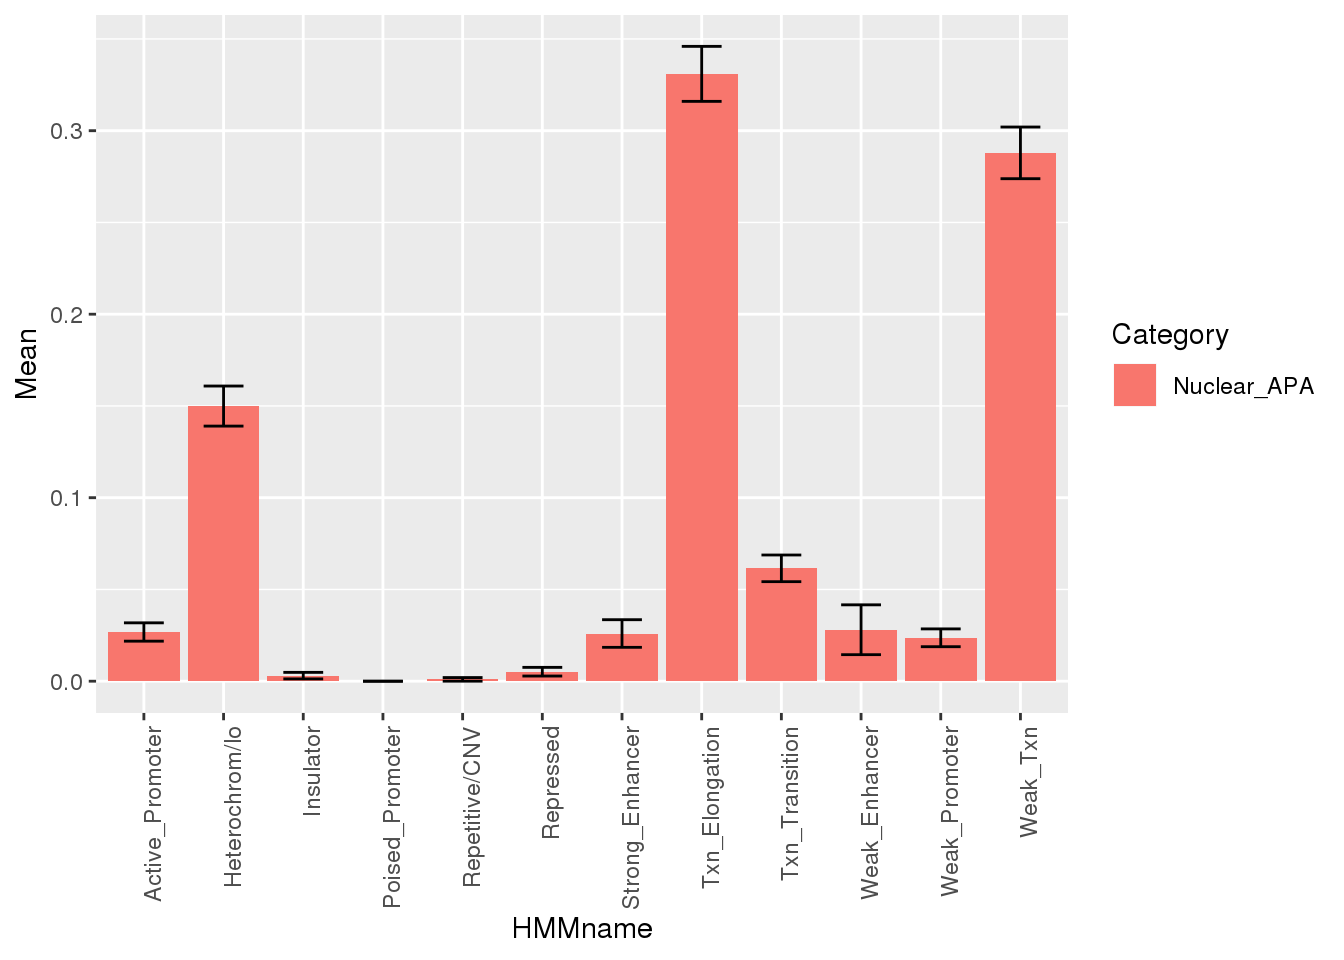 0.3
0.2
0.1
0.0
Mean
Active_Promoter
Heterochrom/lo
Insulator
Poised_Promoter
Repetitive/CNV
Repressed
Strong_Enhancer
Txn_Elongation
Txn_Transition
Weak_Enhancer
Weak_Promoter
Weak_Txn
HMMname
Category
Nuclear_APA